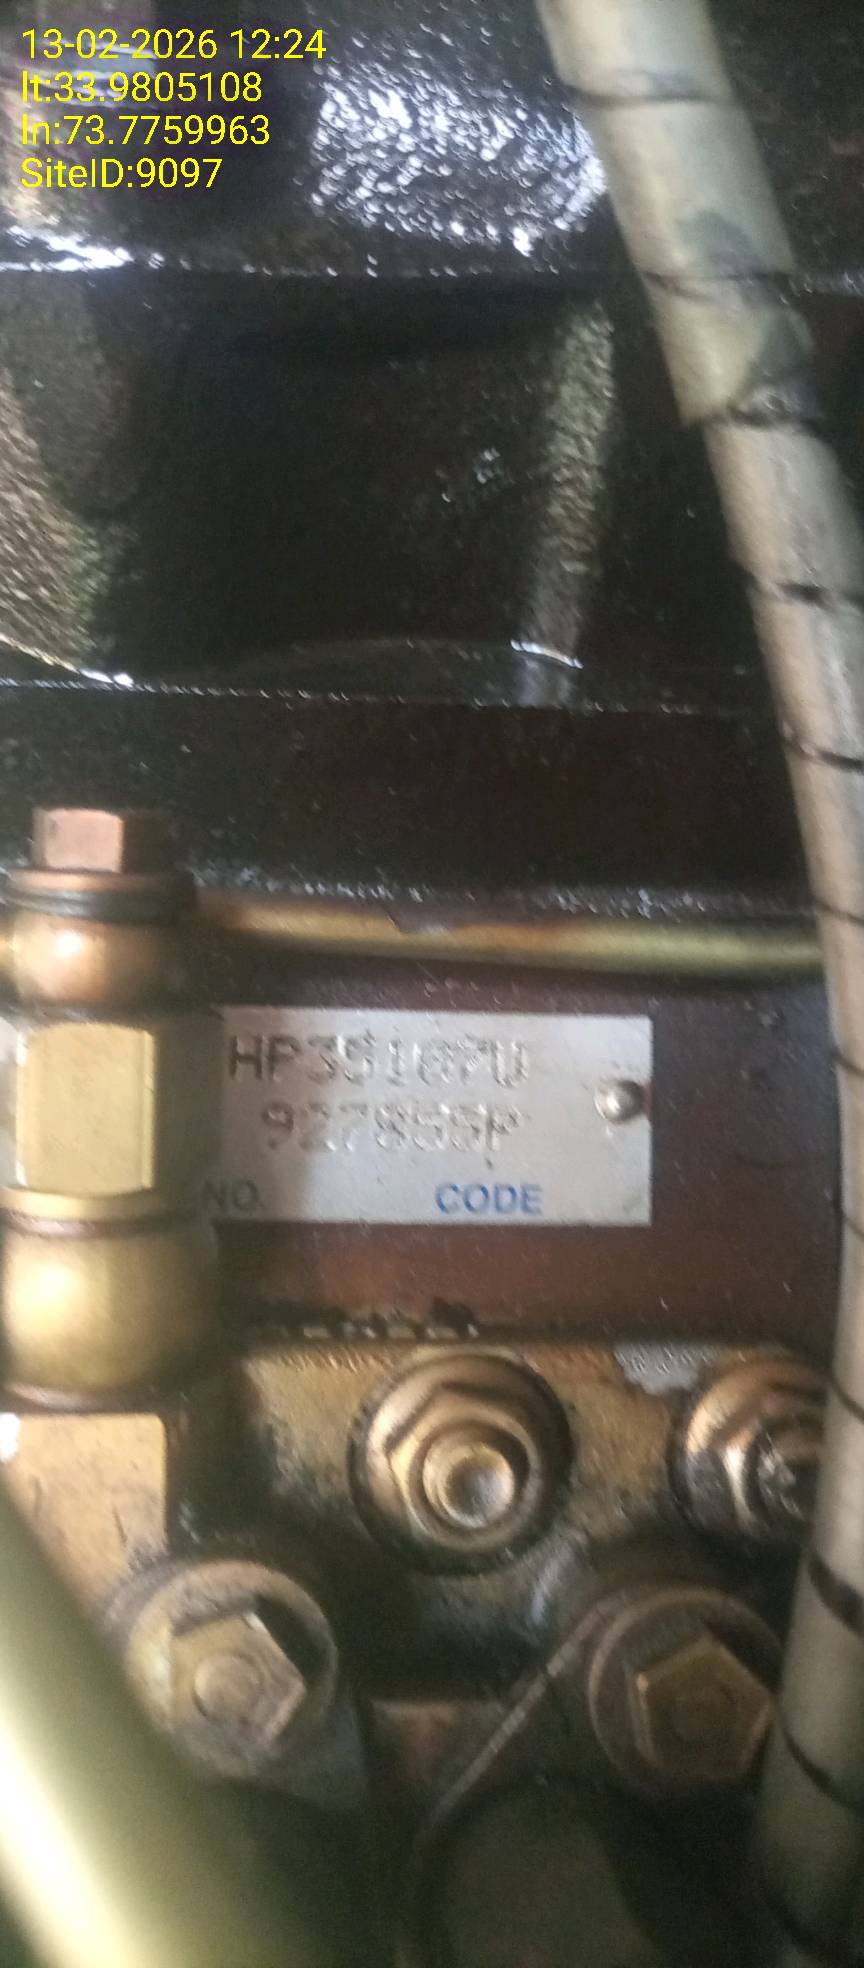 13-02-2026 12:24
lt:33.9805108
ln:73.7759963
SiteID:9097
NO. CODE